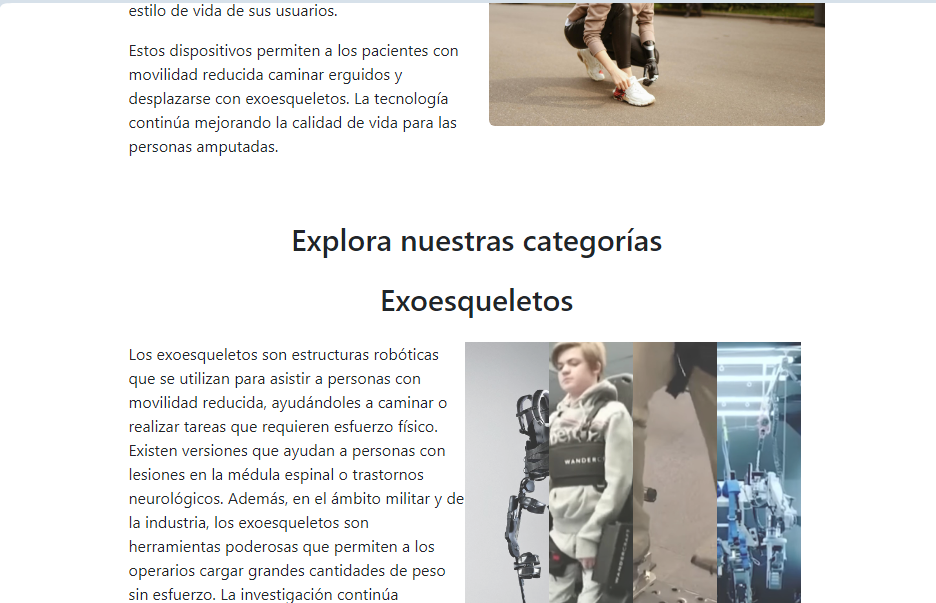 estilo de vida de sus usuarios.
Estos dispositivos permiten a los pacientes con
movilidad reducida caminar erguidos y
desplazarse con exoesqueletos. La tecnología
continúa mejorando la calidad de vida para las
personas amputadas.
Explora nuestras categorías
Exoesqueletos
Los exoesqueletos son estructuras robóticas
que se utilizan para asistir a personas con
movilidad reducida, ayudándoles a caminar o
realizar tareas que requieren esfuerzo físico.
Existen versiones que ayudan a personas con
lesiones en la médula espinal o trastornos
neurológicos. Además, en el ámbito militar y de
la industria, los exoesqueletos son
herramientas poderosas que permiten a los
operarios cargar grandes cantidades de peso
sin esfuerzo. La investigación continúa
WANDERC
WANDERCRAFT